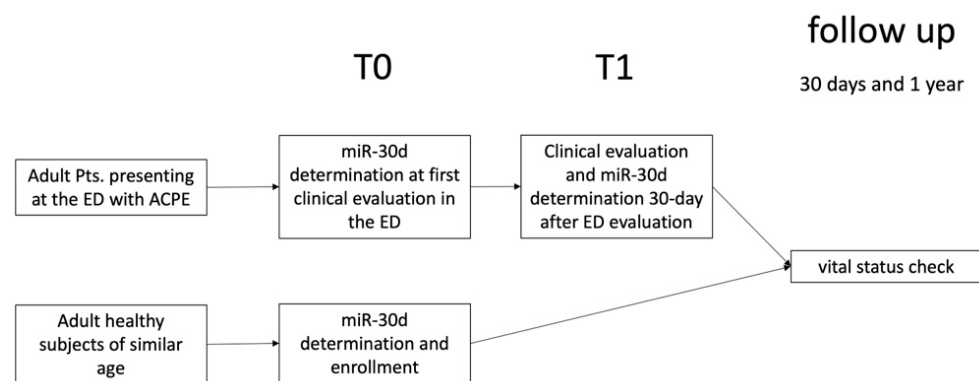 T0
T1
follow up
30 days and 1 year
Adult Pts. presenting
at the ED with ACPE
miR-30d
determination at first
clinical evaluation in
the ED
Clinical evaluation
and miR-30d
determination 30-day
after ED evaluation
vital status check
Adult healthy
subjects of similar
age
miR-30d
determination and
enrollment